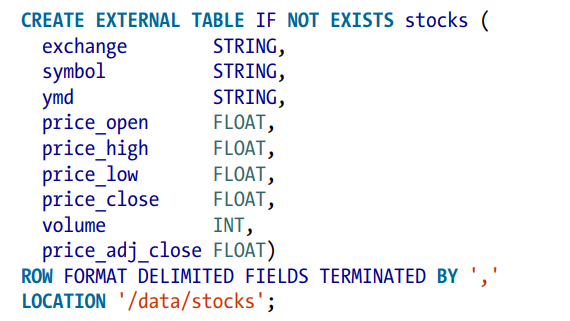 CREATE EXTERNAL TABLE IF NOT EXISTS stocks (
  exchange        STRING,
  symbol          STRING,
  ymd             STRING,
  price_open      FLOAT,
  price_high      FLOAT,
  price_low       FLOAT,
  price_close     FLOAT,
  volume          INT,
  price_adj_close FLOAT)
ROW FORMAT DELIMITED FIELDS TERMINATED BY ','
LOCATION '/data/stocks';